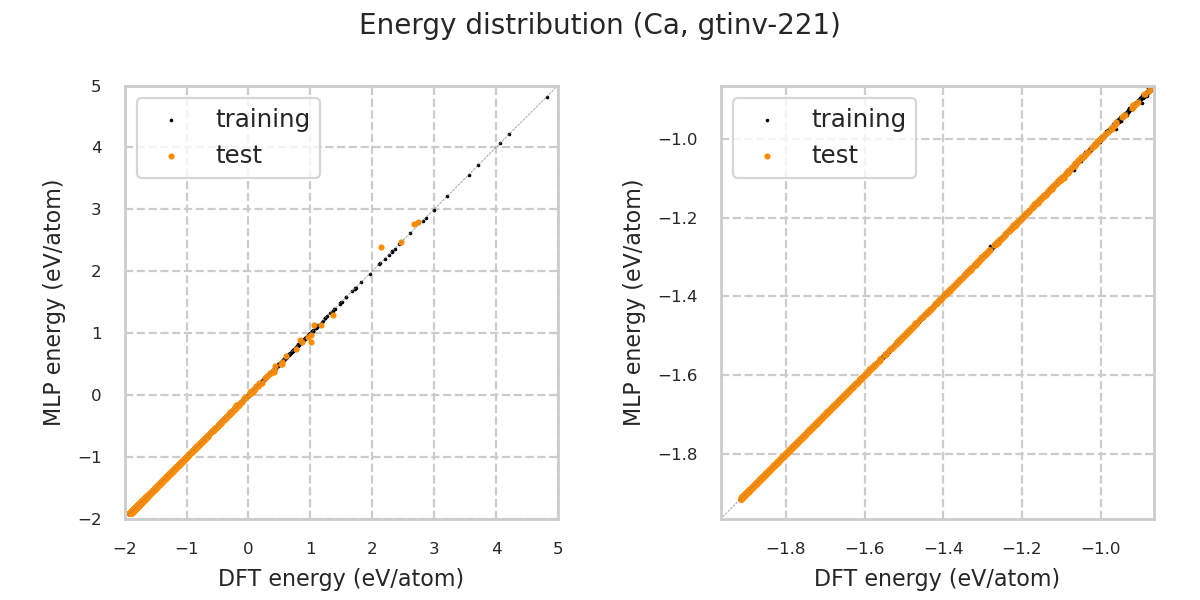 Energy distribution (Ca, gtinv-221)
training
test
5
4
3
2
1
0
−1
−2
MLP energy (eV/atom)
−2
−1
0
1
2
3
4
5
DFT energy (eV/atom)
training
test
−1.0
−1.2
−1.4
−1.6
−1.8
MLP energy (eV/atom)
−1.8
−1.6
−1.4
−1.2
−1.0
DFT energy (eV/atom)